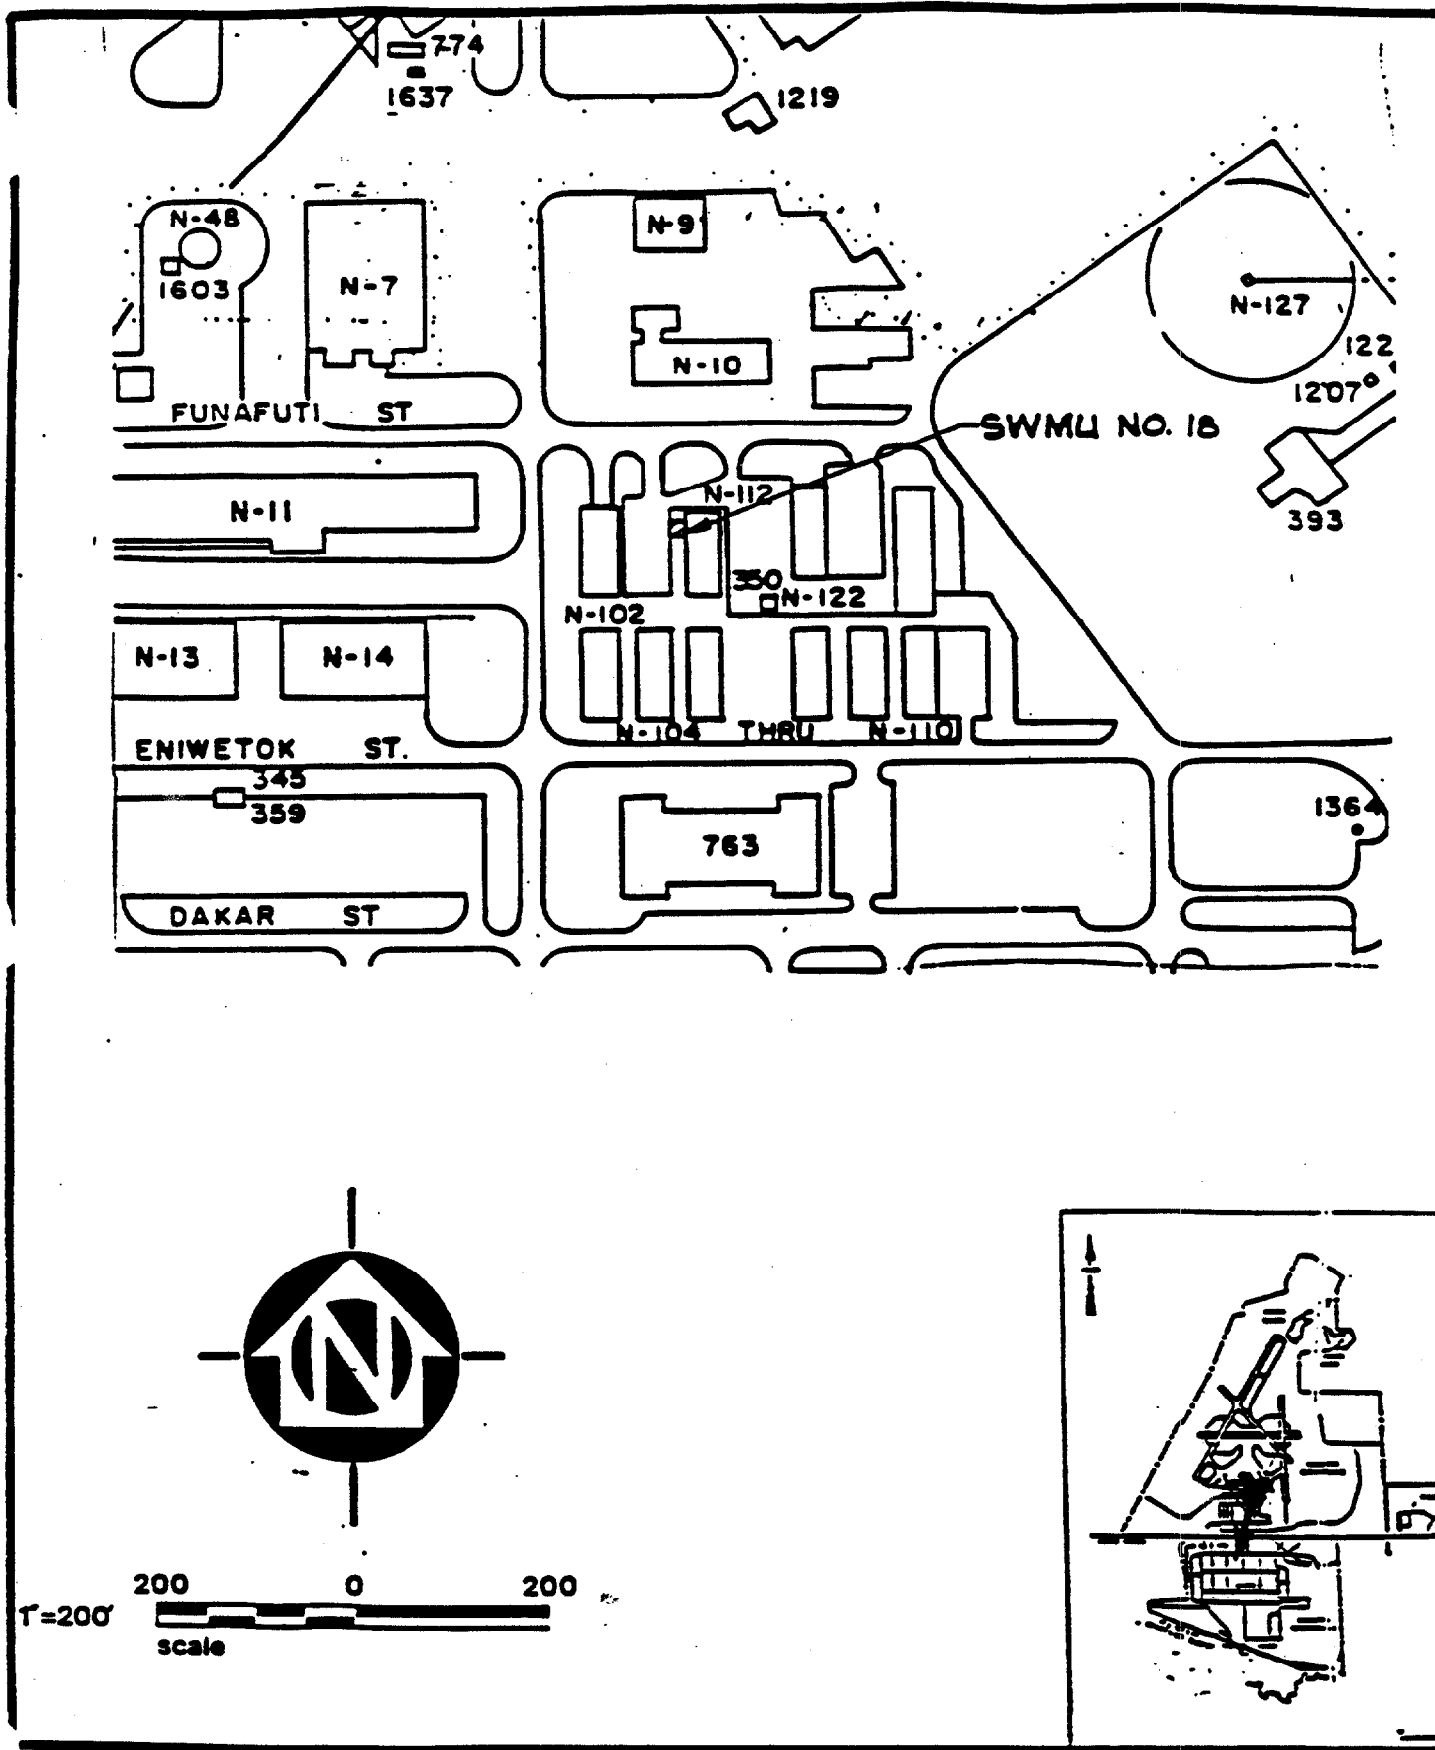 774
1637
1219
N-48
N-9
1603
N-7
N-127
N-10
122
1207
FUNAFUTI ST
SWMU NO. 18
N-112
N-11
393
350
N-122
N-102
N-13
N-14
N-104 THRU N-110
ENIWETOK ST.
345
359
1364
763
DAKAR ST
N
200 0 200
1"=200'
scale